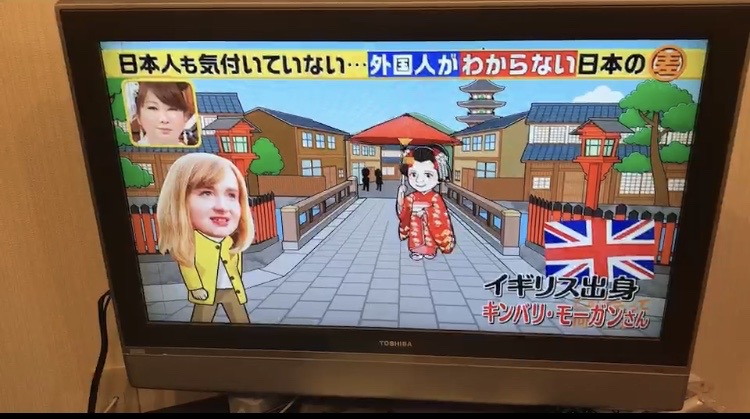 日本人も気付いていない…外国人がわからない日本の差
イギリス出身
キンバリ・モーガンさん
TOSHIBA